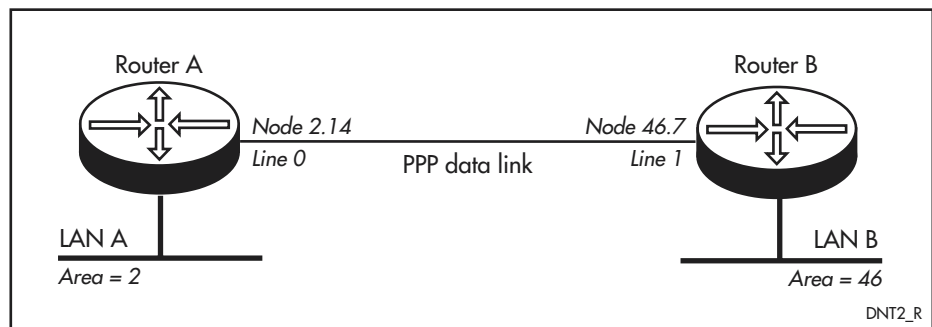 Router A
Router B
Node 2.14
Node 46.7
Line 0
PPP data link
Line 1
LAN A
LAN B
Area = 2
Area = 46
DNT2_R